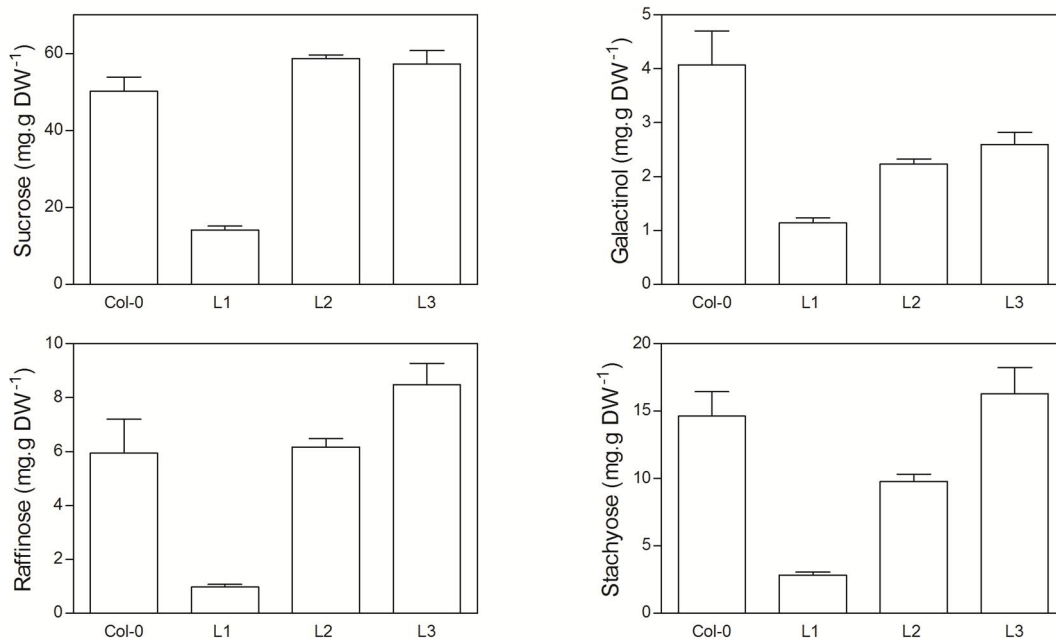 Sucrose (mg.g DW⁻¹)
60
40
20
0
Col-0 L1 L2 L3
Galactinol (mg.g DW⁻¹)
5
4
3
2
1
0
Col-0 L1 L2 L3
Raffinose (mg.g DW⁻¹)
10
8
6
4
2
0
Col-0 L1 L2 L3
Stachyose (mg.g DW⁻¹)
20
15
10
5
0
Col-0 L1 L2 L3